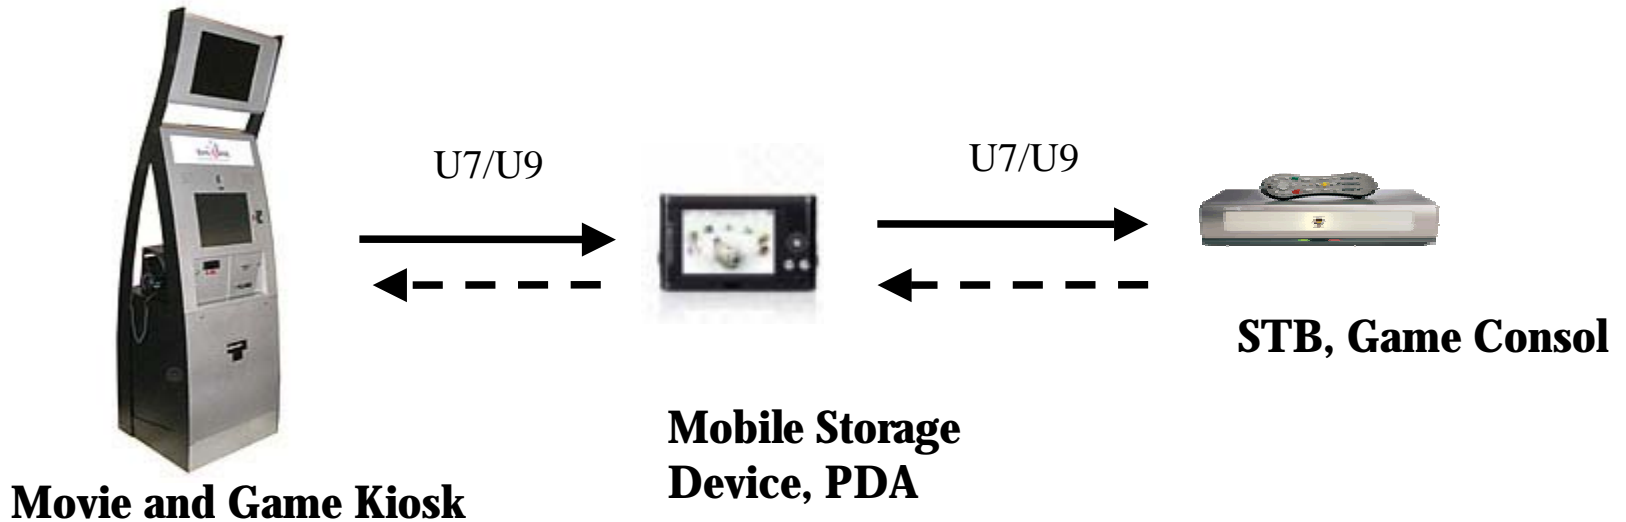 U7/U9
U7/U9
STB, Game Consol
Mobile Storage
Device, PDA
Movie and Game Kiosk